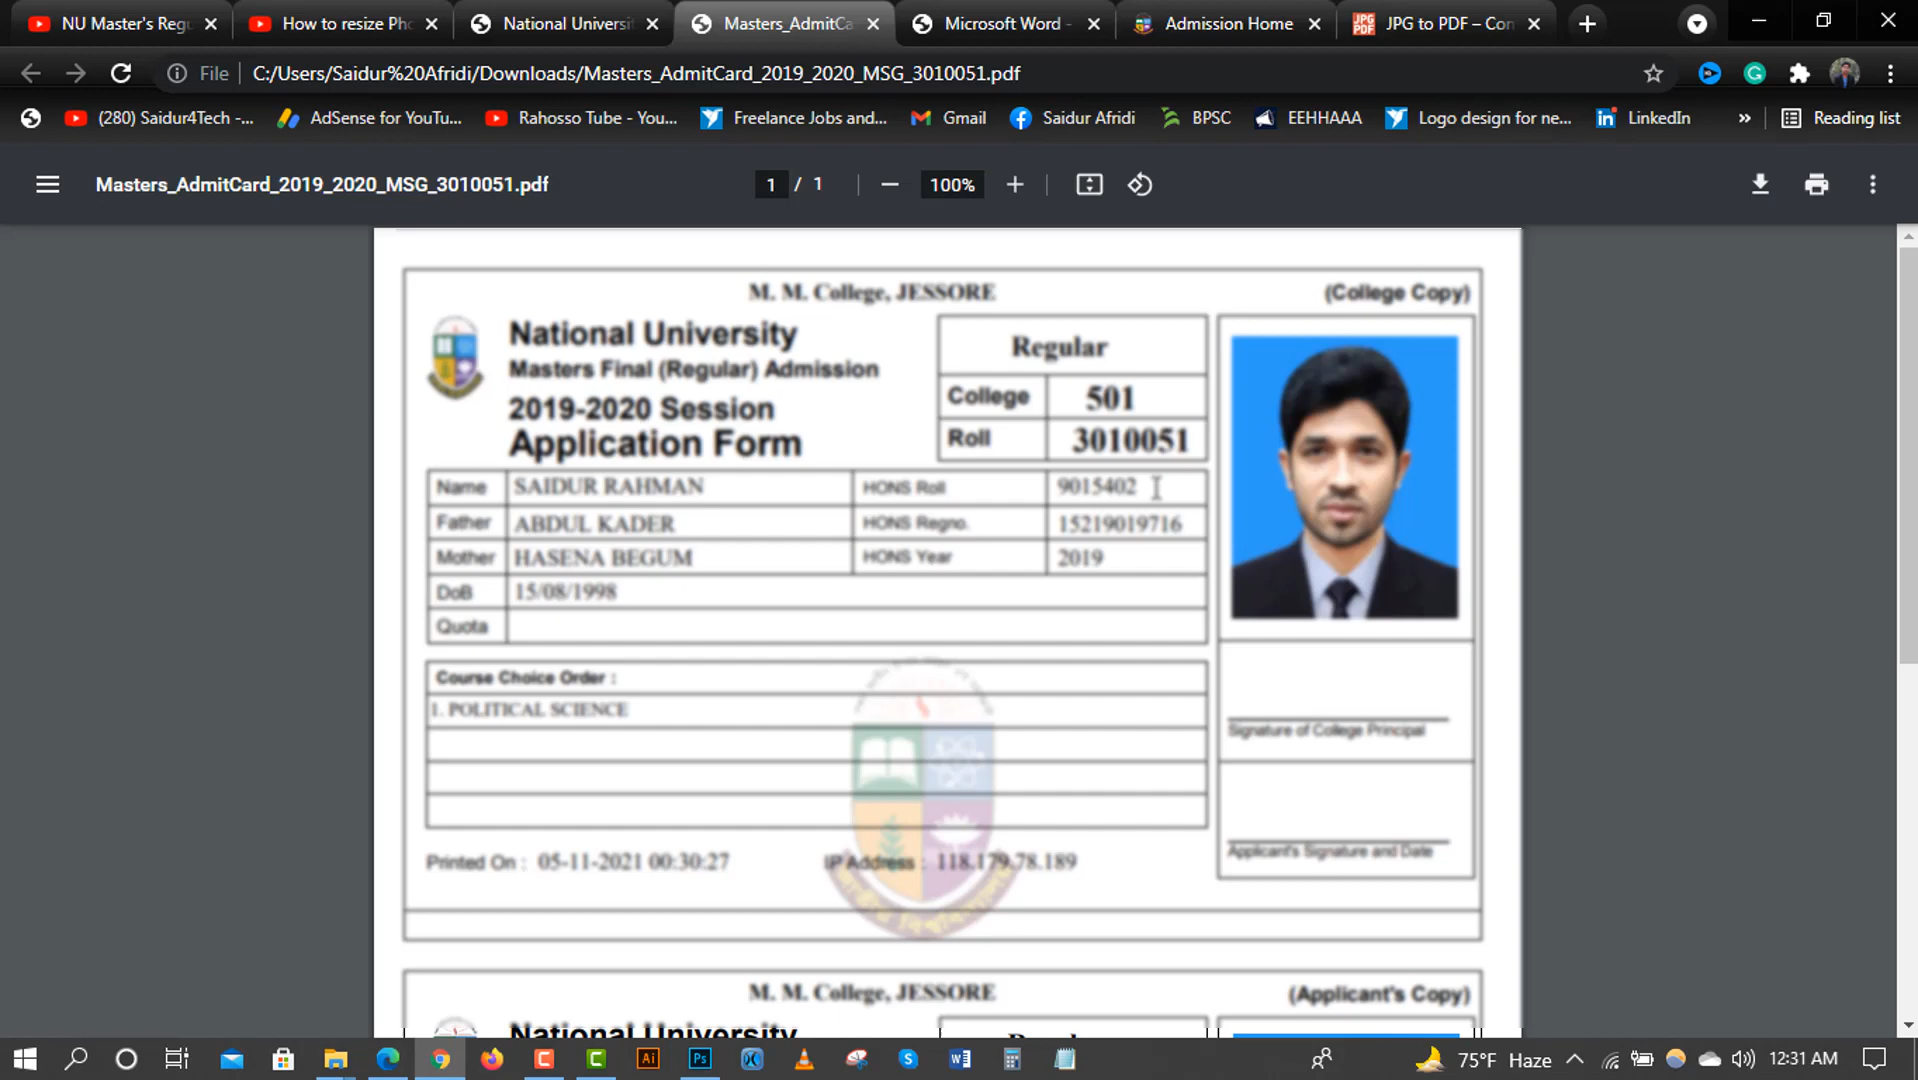 NU Master's Regu
How to resize Pho
National Universit
Masters_AdmitCa
Microsoft Word -
Admission Home
JPG to PDF – Con
File
C:/Users/Saidur%20Afridi/Downloads/Masters_AdmitCard_2019_2020_MSG_3010051.pdf
(280) Saidur4Tech -...
AdSense for YouTu...
Rahosso Tube - You...
Freelance Jobs and...
Gmail
Saidur Afridi
BPSC
EEHHAAA
Logo design for ne...
LinkedIn
»
Reading list
Masters_AdmitCard_2019_2020_MSG_3010051.pdf
1 / 1
100%
M. M. College, JESSORE
(College Copy)
National University
Masters Final (Regular) Admission
2019-2020 Session
Application Form
Regular
College 501
Roll 3010051
Name SAIDUR RAHMAN HONS Roll 9015402
Father ABDUL KADER HONS Regno. 15219019716
Mother HASENA BEGUM HONS Year 2019
DoB 15/08/1998
Quota
Course Choice Order :
1. POLITICAL SCIENCE
Signature of College Principal
Applicant's Signature and Date
Printed On : 05-11-2021 00:30:27 IP Address : 118.179.78.189
M. M. College, JESSORE
(Applicant's Copy)
National University
Regular
Ai
Ps
75°F Haze
12:31 AM